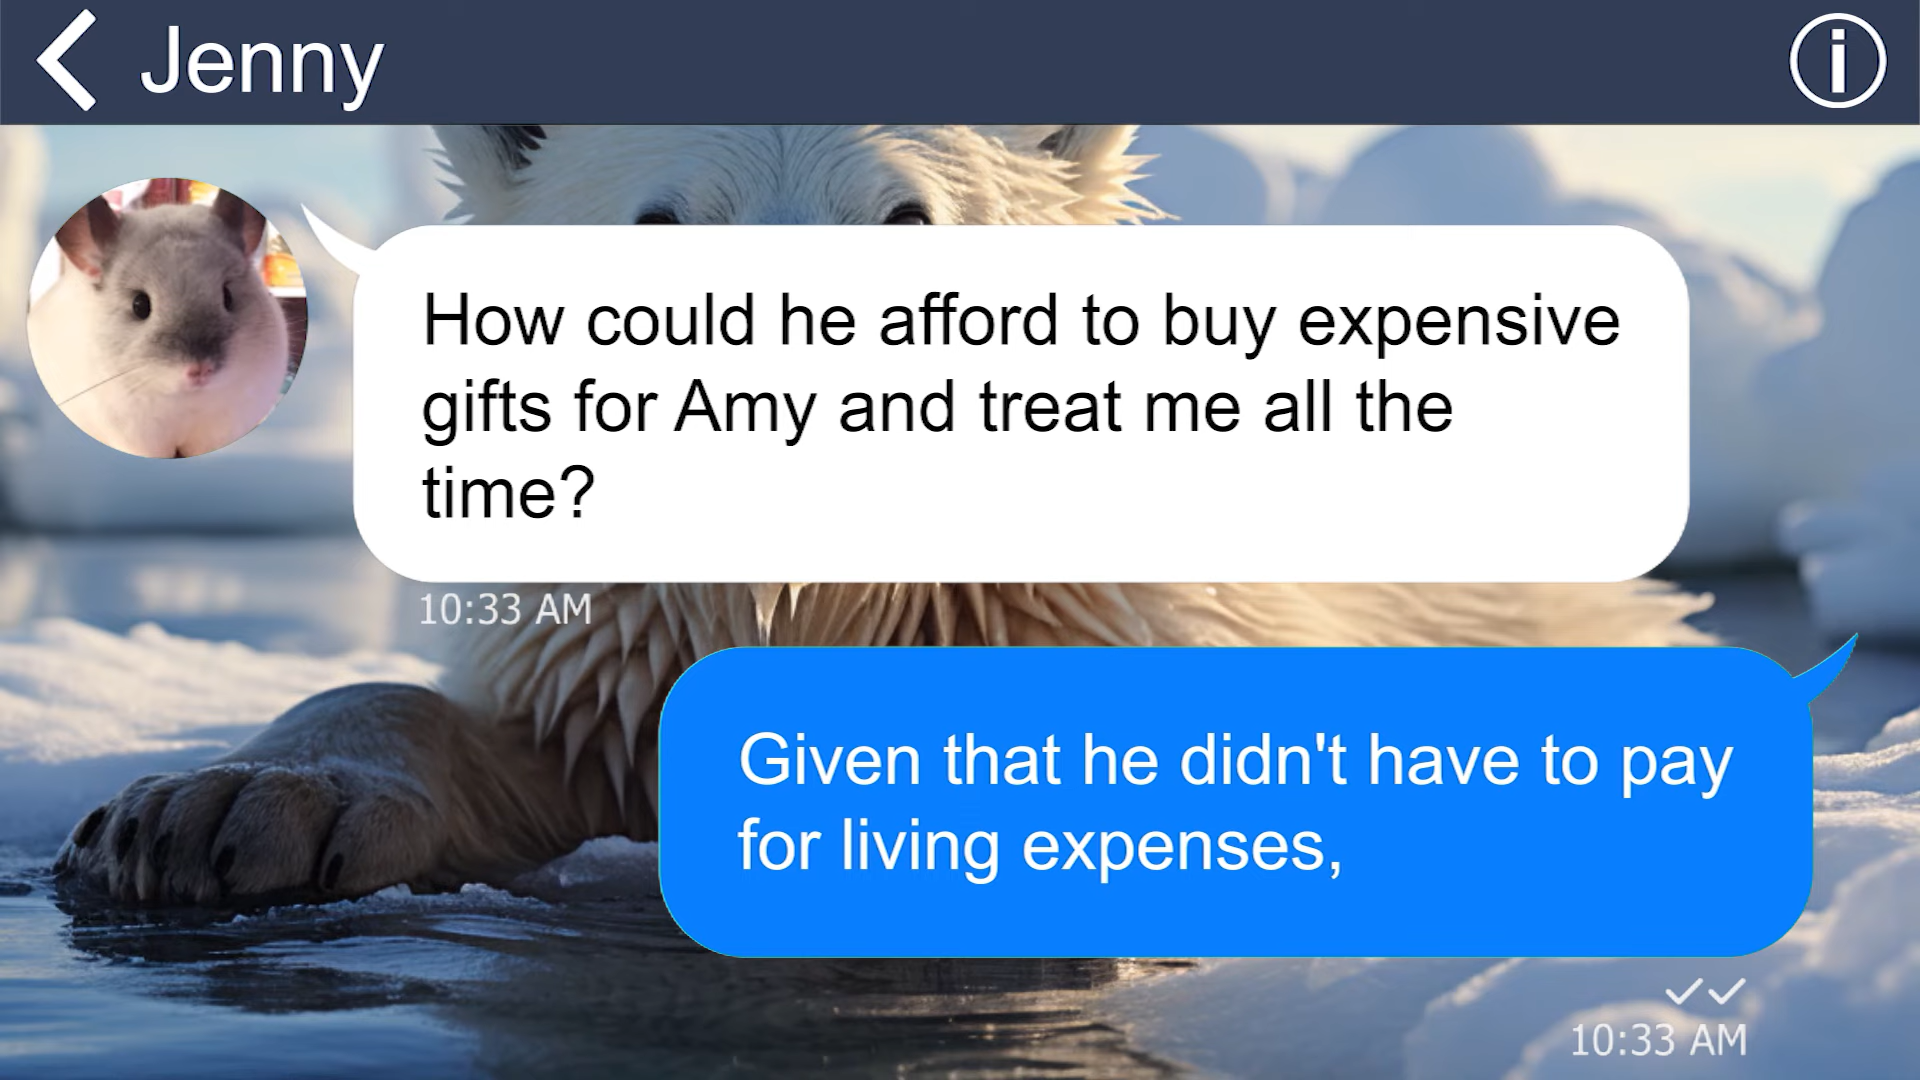 Jenny
How could he afford to buy expensive
gifts for Amy and treat me all the
time?
10:33 AM
Given that he didn't have to pay
for living expenses,
10:33 AM